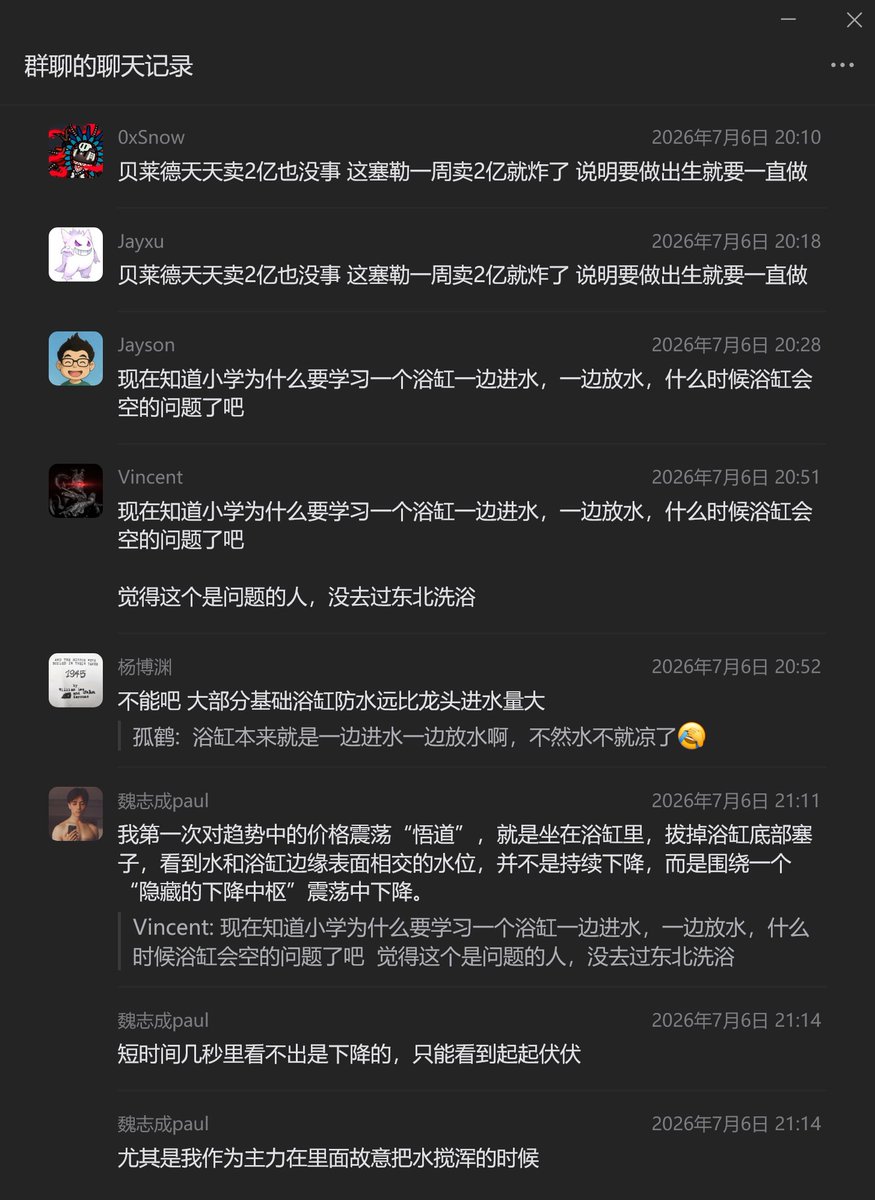 群聊的聊天记录
0xSnow
2026年7月6日 20:10
贝莱德天天卖2亿也没事 这塞勒一周卖2亿就炸了 说明要做出生就要一直做
Jayxu
2026年7月6日 20:18
贝莱德天天卖2亿也没事 这塞勒一周卖2亿就炸了 说明要做出生就要一直做
Jayson
2026年7月6日 20:28
现在知道小学为什么要学习一个浴缸一边进水，一边放水，什么时候浴缸会
空的问题了吧
Vincent
2026年7月6日 20:51
现在知道小学为什么要学习一个浴缸一边进水，一边放水，什么时候浴缸会
空的问题了吧
觉得这个是问题的人，没去过东北洗浴
1945
杨博渊
2026年7月6日 20:52
不能吧 大部分基础浴缸防水远比龙头进水量大
孤鹤：浴缸本来就是一边进水一边放水啊，不然水不就凉了🤣
魏志成paul
2026年7月6日 21:11
我第一次对趋势中的价格震荡“悟道”，就是坐在浴缸里，拔掉浴缸底部塞
子，看到水和浴缸边缘表面相交的水位，并不是持续下降，而是围绕一个
“隐藏的下降中枢”震荡中下降。
Vincent: 现在知道小学为什么要学习一个浴缸一边进水，一边放水，什么
时候浴缸会空的问题了吧 觉得这个是问题的人，没去过东北洗浴
魏志成paul
2026年7月6日 21:14
短时间几秒里看不出是下降的，只能看到起起伏伏
魏志成paul
2026年7月6日 21:14
尤其是我作为主力在里面故意把水搅浑的时候